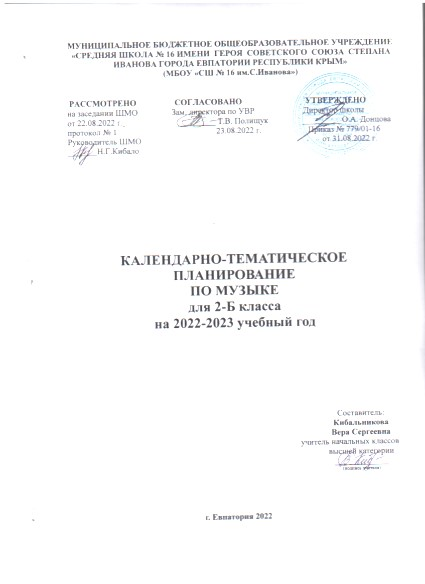 МУНИЦИПАЛЬНОЕ БЮДЖЕТНОЕ ОБЩЕОБРАЗОВАТЕЛЬНОЕ УЧРЕЖДЕНИЕ
«СРЕДНЯЯ ШКОЛА № 16 ИМЕНИ ГЕРОЯ СОВЕТСКОГО СОЮЗА СТЕПАНА
ИВАНОВА ГОРОДА ЕВПАТОРИИ РЕСПУБЛИКИ КРЫМ»
(МБОУ «СШ № 16 им.С.Иванова»)
РАССМОТРЕНО
на заседании ШМО
от 22.08.2022 г.
протокол № 1
Руководитель ШМО
Н.Г.Кибало
СОГЛАСОВАНО
Зам. директора по УВР
Т.В. Полищук
23.08.2022 г.
УТВЕРЖДЕНО
Директор школы
О.А. Донцова
Приказ № 779/01-16
от 31.08.2022 г.
КАЛЕНДАРНО-ТЕМАТИЧЕСКОЕ
ПЛАНИРОВАНИЕ
ПО МУЗЫКЕ
для 2-Б класса
на 2022-2023 учебный год
Составитель:
Кибальникова
Вера Сергеевна
учитель начальных классов
высшей категории
(подпись учителя)
г. Евпатория 2022